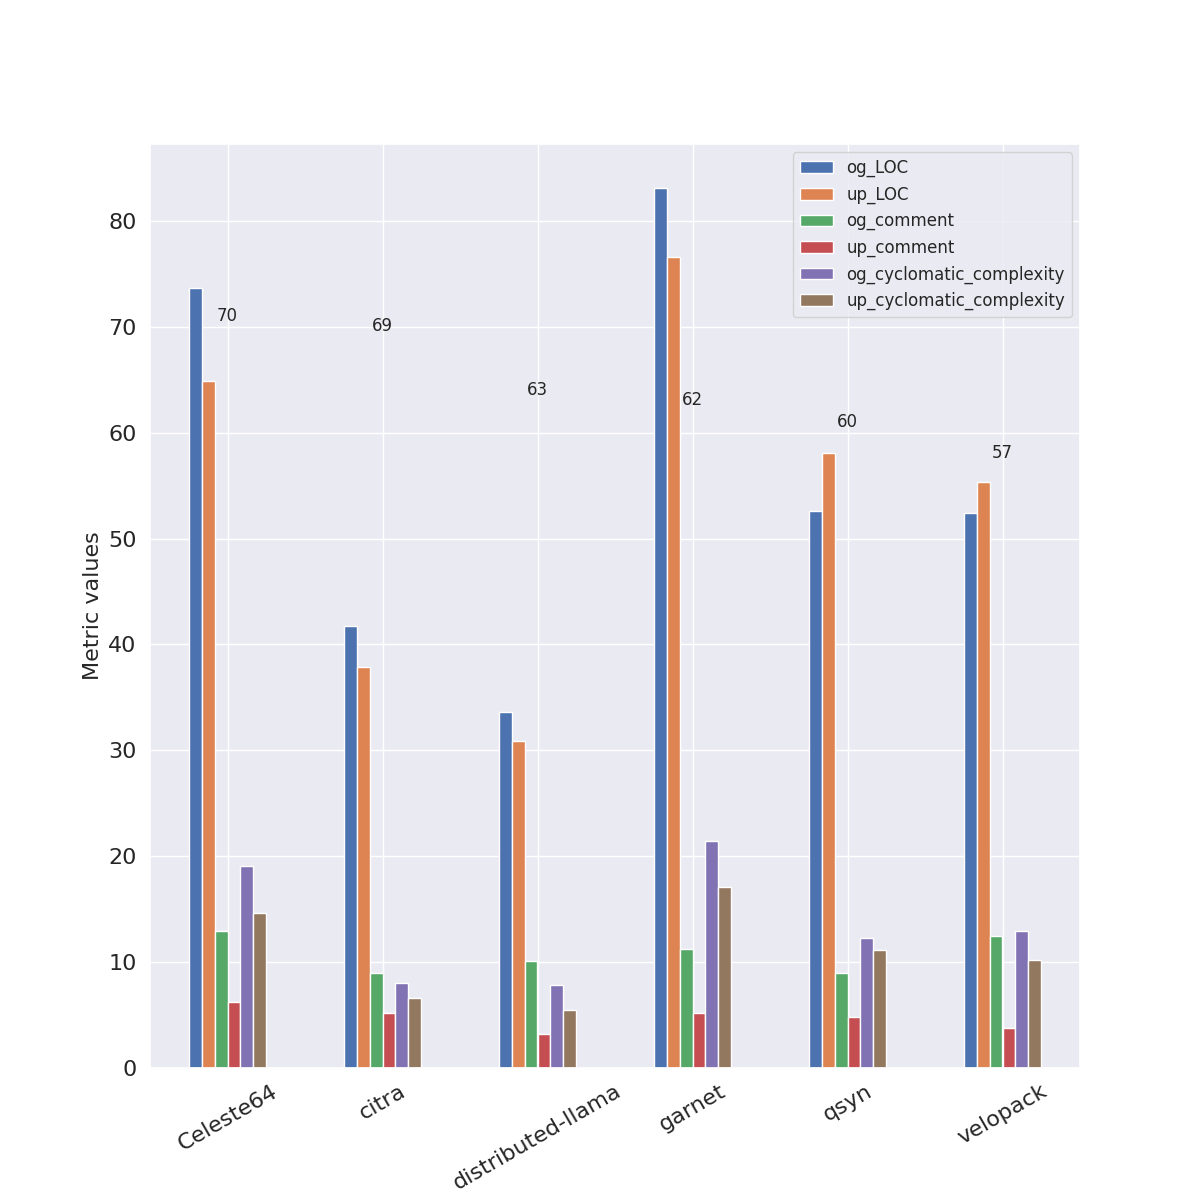 og_LOC
up_LOC
og_comment
up_comment
og_cyclomatic_complexity
up_cyclomatic_complexity
80
70
60
50
40
30
20
10
0
Metric values
70
69
63
62
60
57
Celeste64
citra
distributed-llama
garnet
qsyn
velopack